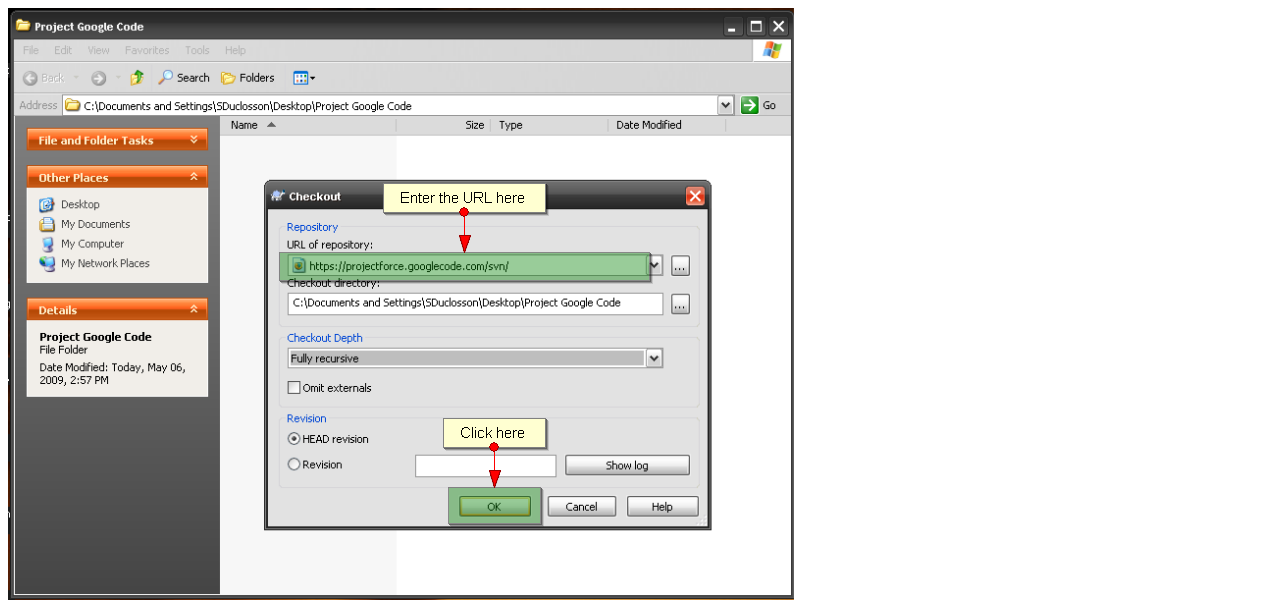 Project Google Code
File Edit View Favorites Tools Help
Back Search Folders
Address C:\Documents and Settings\SDuclosson\Desktop\Project Google Code Go
File and Folder Tasks
Other Places
Desktop
My Documents
My Computer
My Network Places
Details
Project Google Code
File Folder
Date Modified: Today, May 06,
2009, 2:57 PM
Name Size Type Date Modified
Checkout
Enter the URL here
Repository
URL of repository:
https://projectforce.googlecode.com/svn/
...
Checkout directory:
C:\Documents and Settings\SDuclosson\Desktop\Project Google Code
...
Checkout Depth
Fully recursive
Omit externals
Revision
Click here
HEAD revision
Revision
Show log
OK Cancel Help